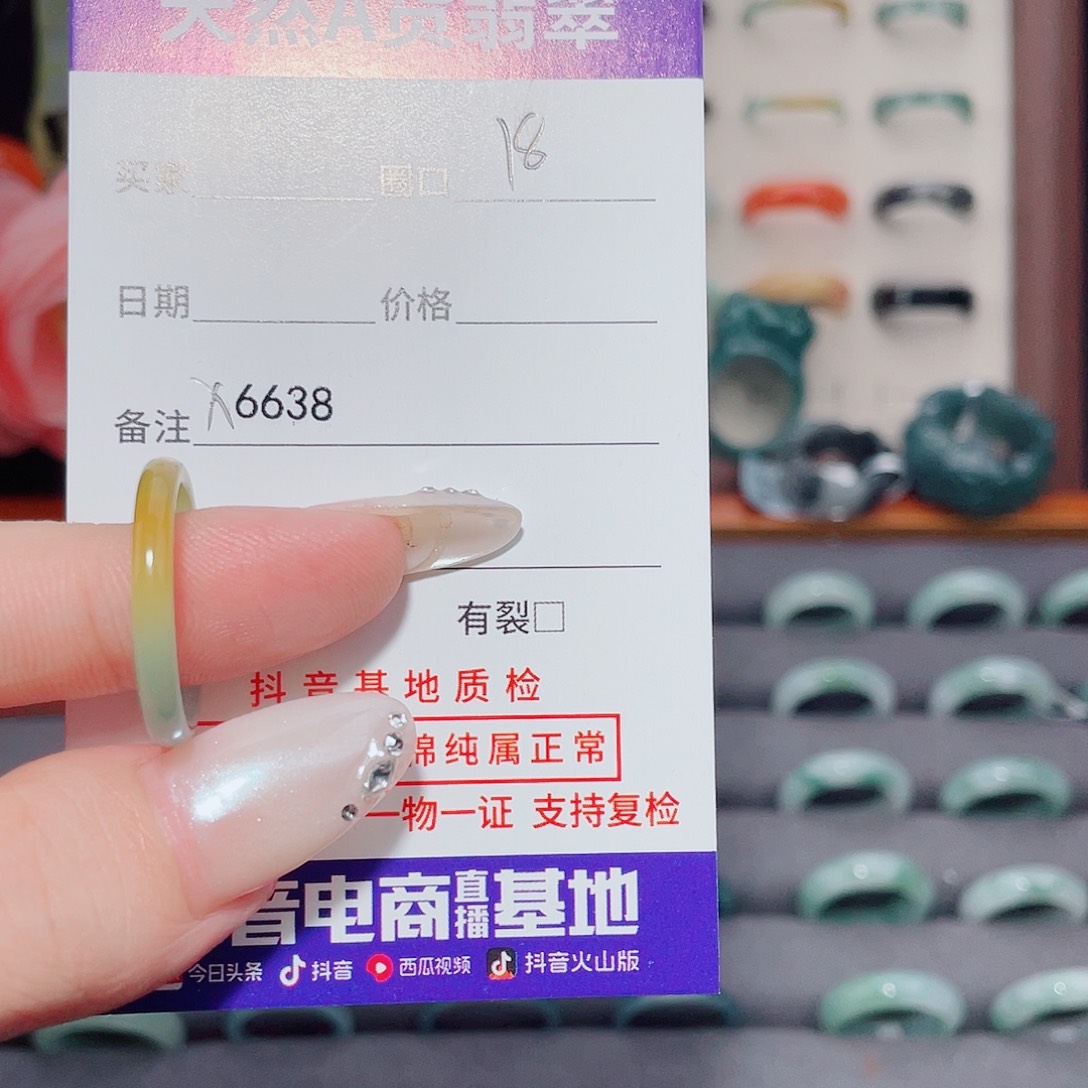 天然A货翡翠
买家 圈口 18
日期 价格
备注 6638
有裂□
抖音基地质检
棉纯属正常
一物一证 支持复检
音电商直播基地
今日头条 抖音 西瓜视频 抖音火山版